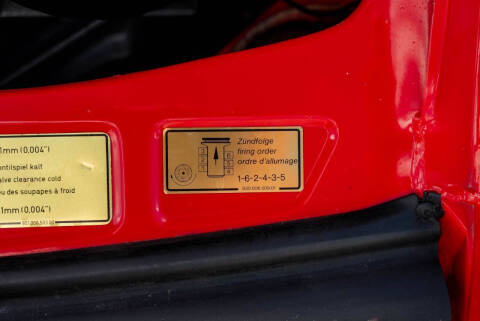 1mm (0,004")
ntilspiel kalt
alve clearance cold
eu des soupapes à froid
1mm (0,004")
Zündfolge
firing order
ordre d'allumage
1-6-2-4-3-5